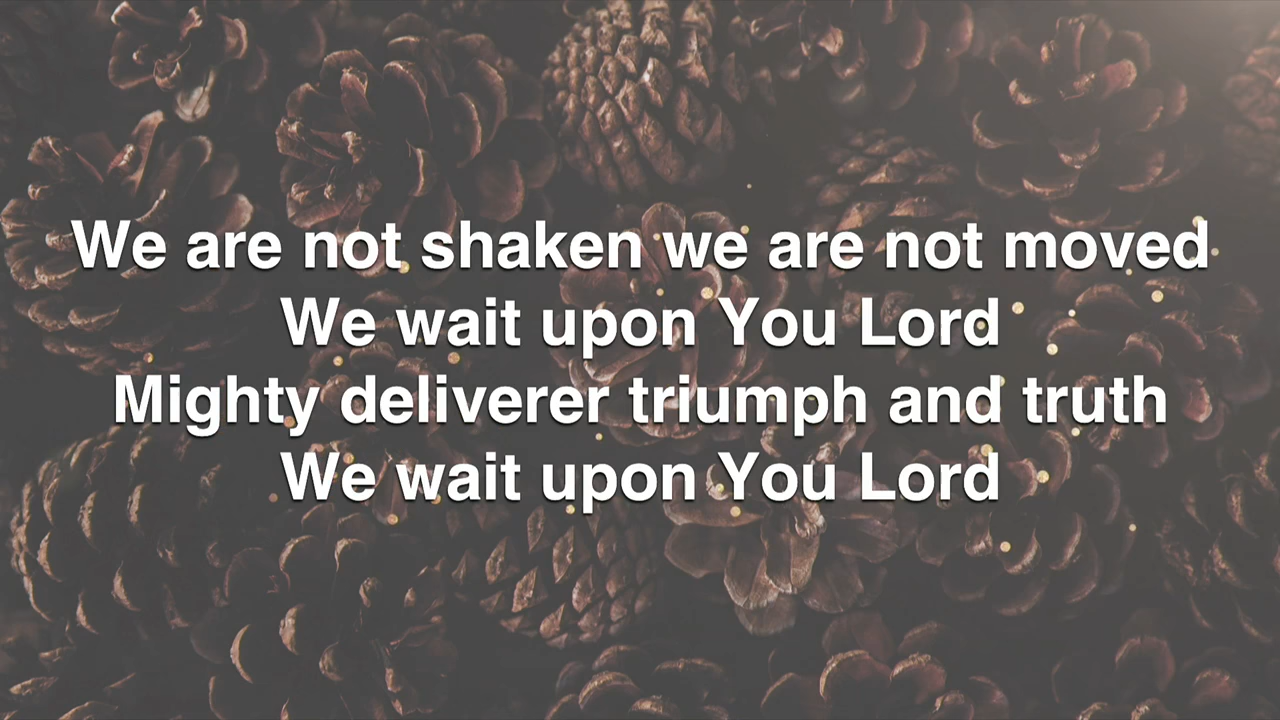 We are not shaken we are not moved
We wait upon You Lord
Mighty deliverer triumph and truth
We wait upon You Lord